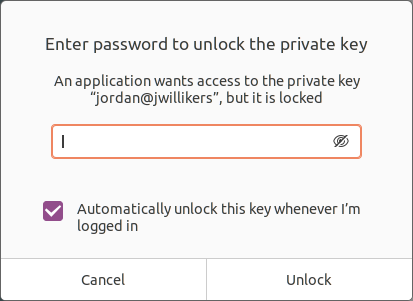 Enter password to unlock the private key
An application wants access to the private key
“jordan@jwillikers”, but it is locked
Automatically unlock this key whenever I’m
logged in
Cancel
Unlock